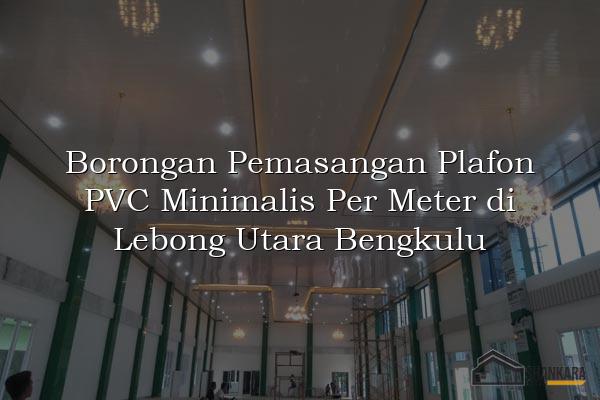 Borongan Pemasangan Plafon
PVC Minimalis Per Meter di
Lebong Utara Bengkulu